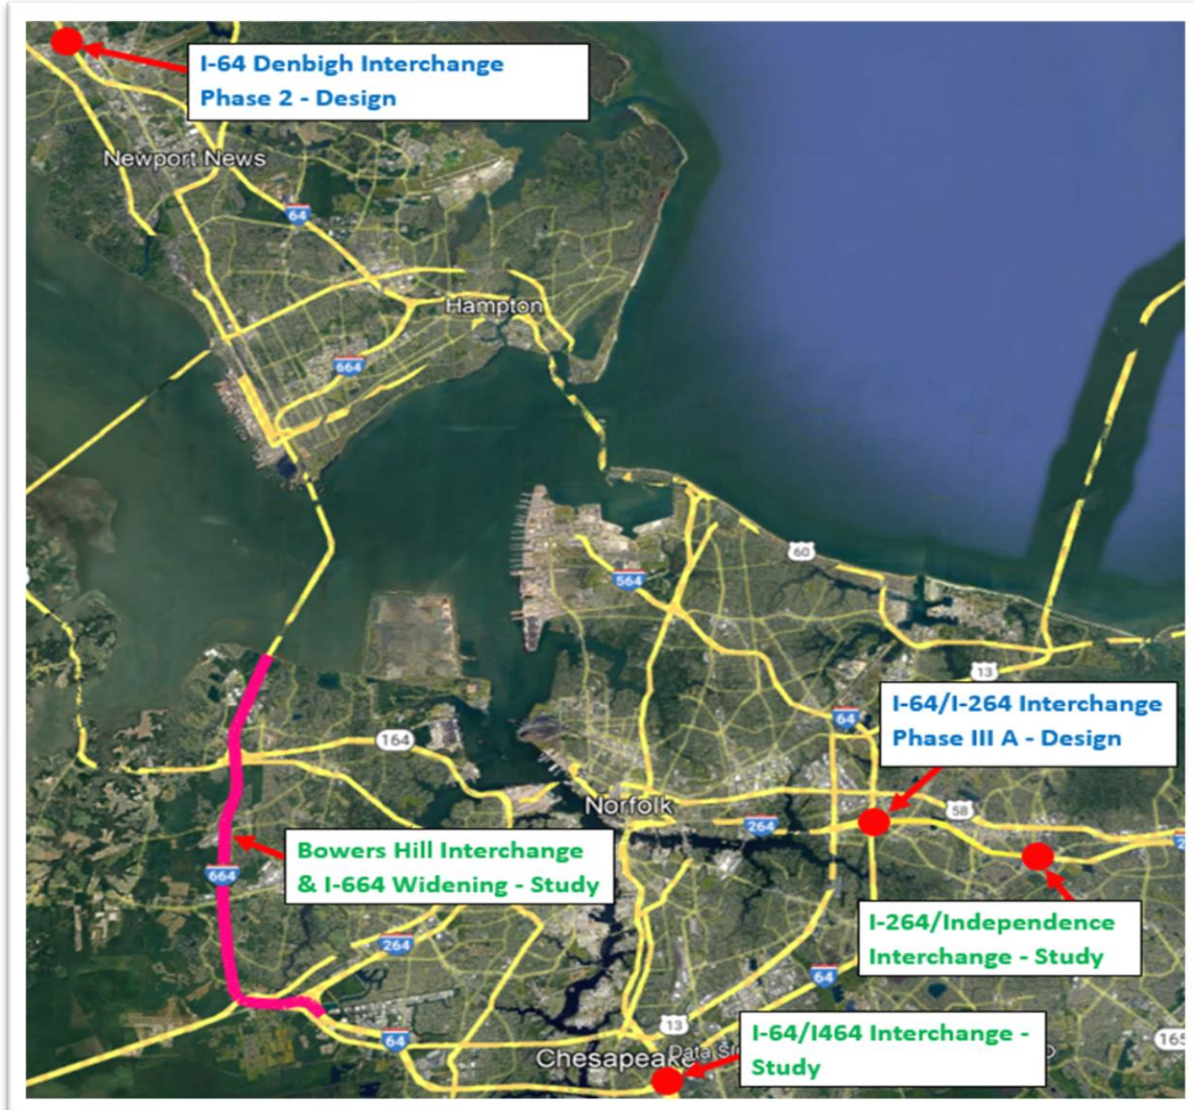 I-64 Denbigh Interchange
Phase 2 - Design
Newport News
64
Hampton
664
60
564
13
I-64/I-264 Interchange
Phase III A - Design
64
164
Norfolk
58
264
Bowers Hill Interchange
& I-664 Widening - Study
664
I-264/Independence
Interchange - Study
264
64
13
I-64/I464 Interchange -
Study
64
Chesapeake
Data
165